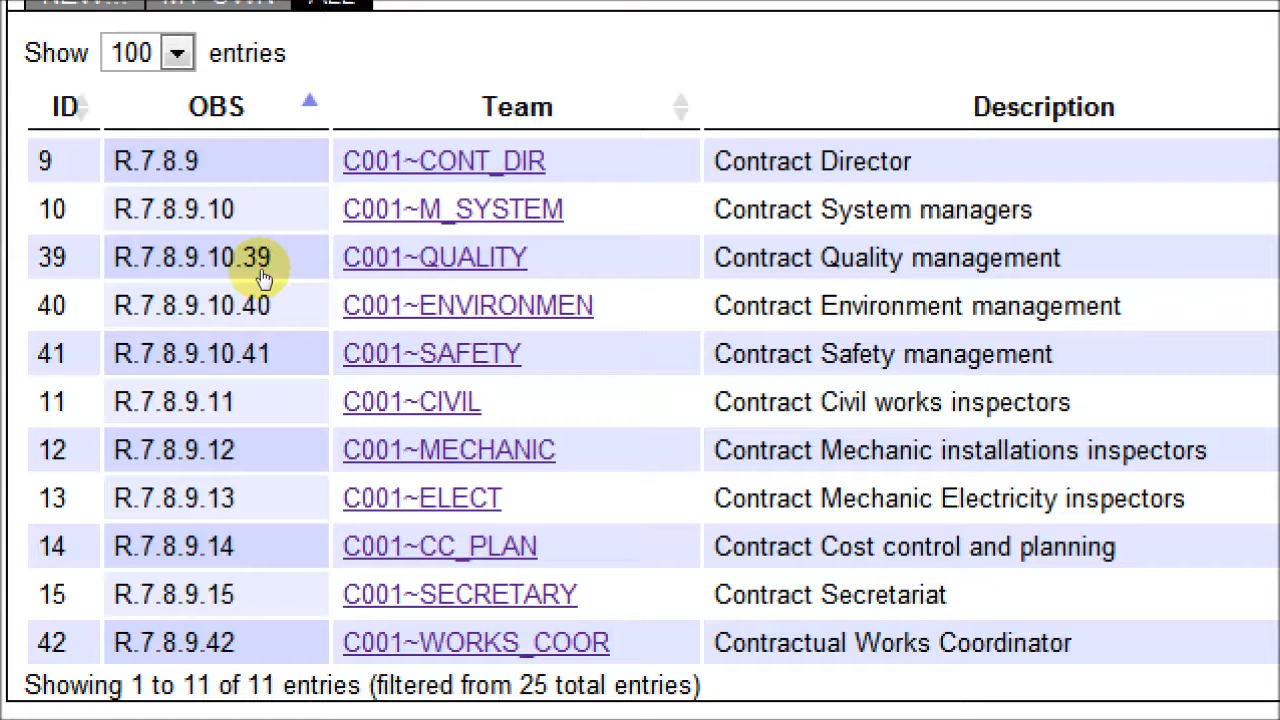 NEW... MY OWN ALL
Show 100 entries
ID OBS Team Description
9 R.7.8.9 C001~CONT_DIR Contract Director
10 R.7.8.9.10 C001~M_SYSTEM Contract System managers
39 R.7.8.9.10.39 C001~QUALITY Contract Quality management
40 R.7.8.9.10.40 C001~ENVIRONMEN Contract Environment management
41 R.7.8.9.10.41 C001~SAFETY Contract Safety management
11 R.7.8.9.11 C001~CIVIL Contract Civil works inspectors
12 R.7.8.9.12 C001~MECHANIC Contract Mechanic installations inspectors
13 R.7.8.9.13 C001~ELECT Contract Mechanic Electricity inspectors
14 R.7.8.9.14 C001~CC_PLAN Contract Cost control and planning
15 R.7.8.9.15 C001~SECRETARY Contract Secretariat
42 R.7.8.9.42 C001~WORKS_COOR Contractual Works Coordinator
Showing 1 to 11 of 11 entries (filtered from 25 total entries)